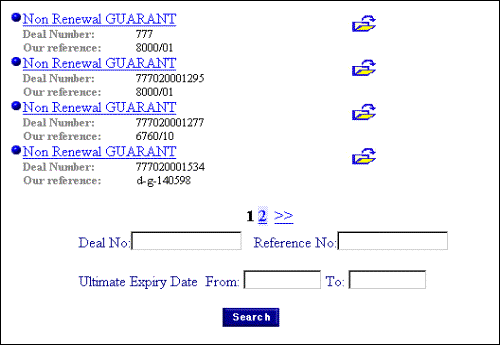 Non Renewal GUARANT
Deal Number: 777
Our reference: 8000/01
Non Renewal GUARANT
Deal Number: 777020001295
Our reference: 8000/01
Non Renewal GUARANT
Deal Number: 777020001277
Our reference: 6760/10
Non Renewal GUARANT
Deal Number: 777020001534
Our reference: d-g-140598
1 2 >>
Deal No: Reference No:
Ultimate Expiry Date From: To:
Search